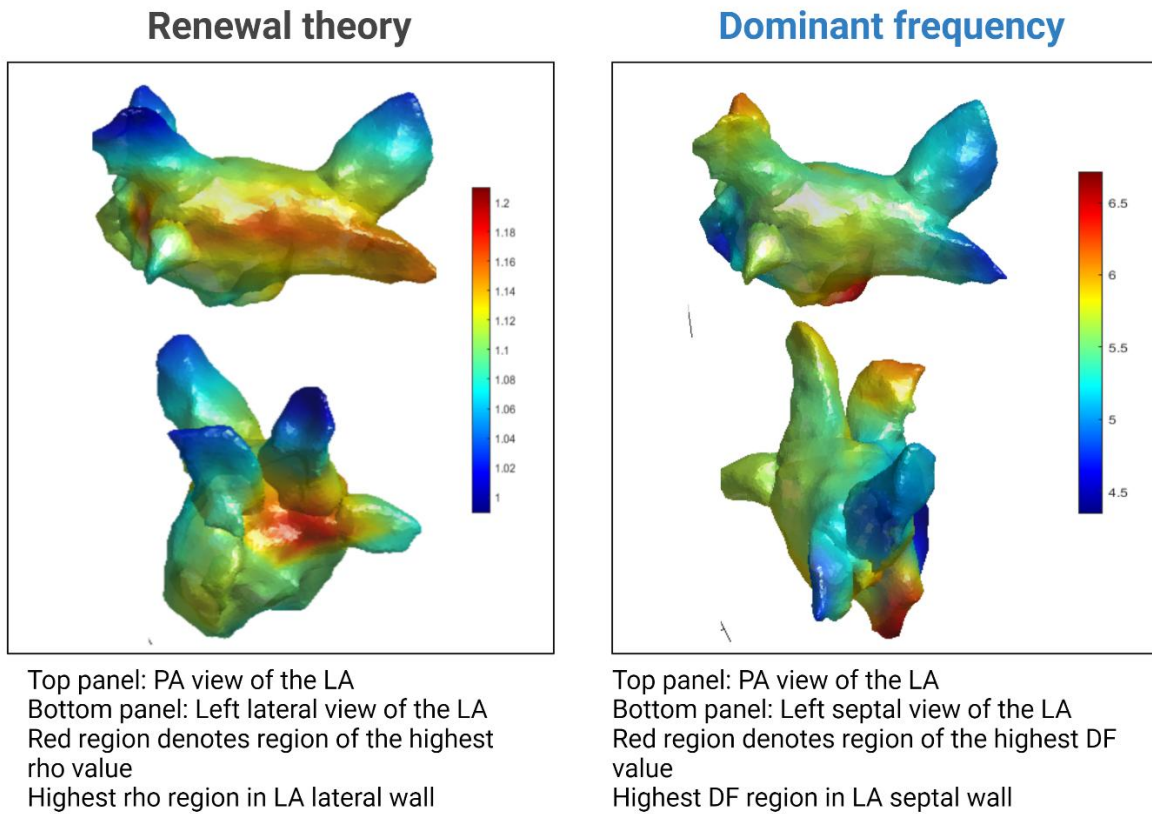 Renewal theory
Dominant frequency
1.2
1.18
1.16
1.14
1.12
1.1
1.08
1.06
1.04
1.02
1
6.5
6
5.5
5
4.5
Top panel: PA view of the LA
Bottom panel: Left lateral view of the LA
Red region denotes region of the highest
rho value
Highest rho region in LA lateral wall
Top panel: PA view of the LA
Bottom panel: Left septal view of the LA
Red region denotes region of the highest DF
value
Highest DF region in LA septal wall